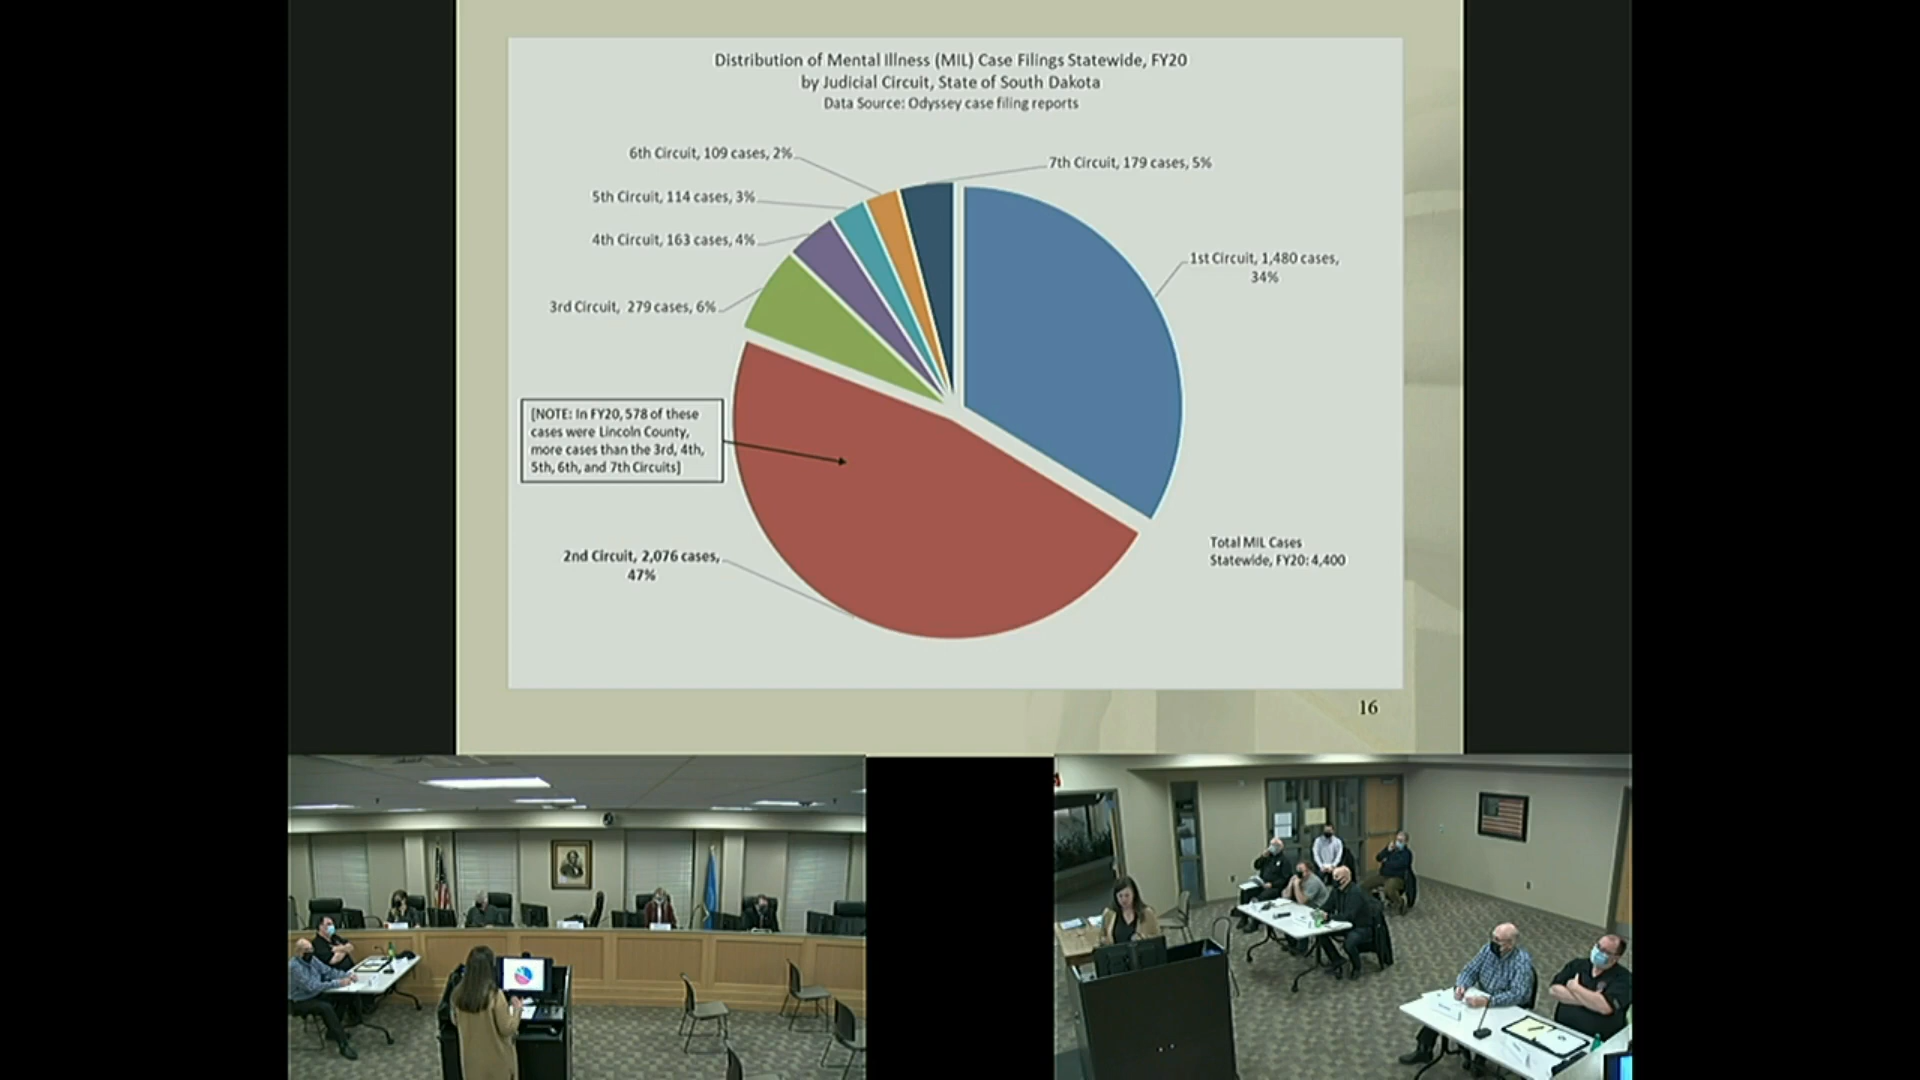 Distribution of Mental Illness (MIL) Case Filings Statewide, FY20
by Judicial Circuit, State of South Dakota
Data Source: Odyssey case filing reports
6th Circuit, 109 cases, 2%
7th Circuit, 179 cases, 5%
5th Circuit, 114 cases, 3%
4th Circuit, 163 cases, 4%
1st Circuit, 1,480 cases,
34%
3rd Circuit, 279 cases, 6%
[NOTE: In FY20, 578 of these
cases were Lincoln County,
more cases than the 3rd, 4th,
5th, 6th, and 7th Circuits]
2nd Circuit, 2,076 cases,
47%
Total MIL Cases
Statewide, FY20: 4,400
16